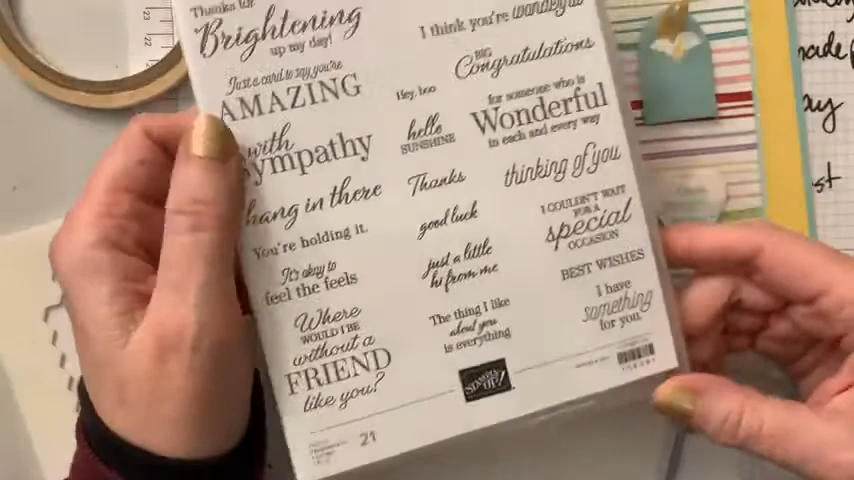 Thanks for
Brightening
up my day!
I think you're wonderful
Just a card to say you're
AMAZING
BIG
Congratulations
Hey, boo
with
Sympathy
hello
SUNSHINE
for someone who is
Wonderful
in each and every way
hang in there
Thanks
thinking of you
You're holding it.
good luck
I COULDN'T WAIT
FOR A
special
OCCASION
It's okay to
feel the feels
just a little
hi from me
BEST WISHES
Where
WOULD I BE
without a
FRIEND
like you?
The thing I like
about you
is everything
I have
something
for you
STAMPIN' UP!
21
23
22